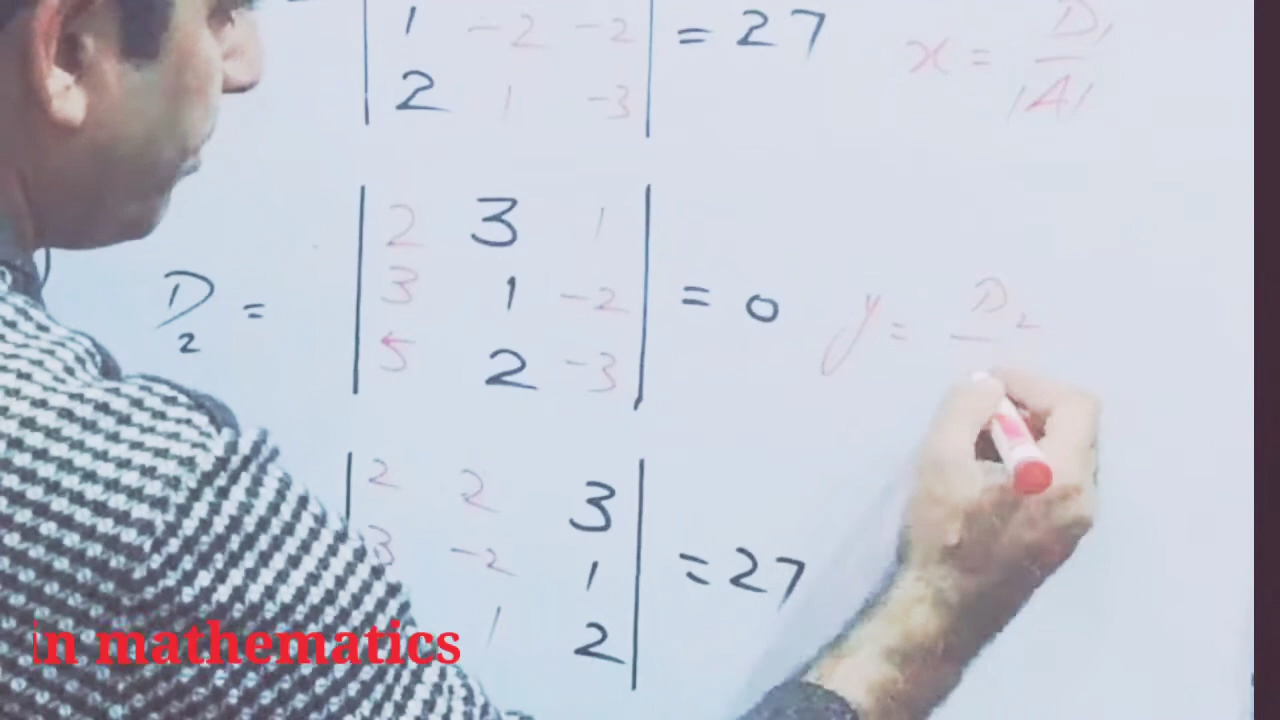 1 -2 -2 = 27 x = D₁
2 1 -3 |A|
2 3 1
D₂ = 3 1 -2 = 0 y = D₂
5 2 -3
2 2 3
3 -2 1 = 27
1 2
in mathematics